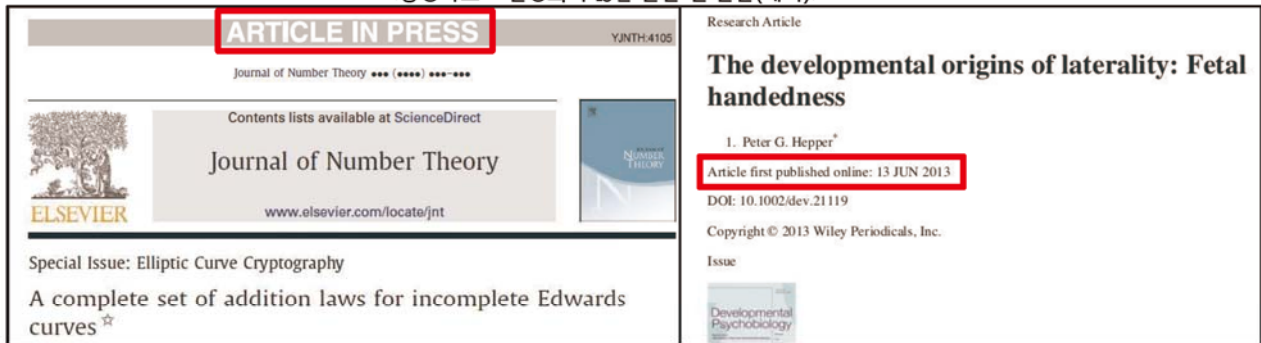 ARTICLE IN PRESS
YJNTH:4105
Journal of Number Theory ••• (••••) •••–•••
Contents lists available at ScienceDirect
Journal of Number Theory
www.elsevier.com/locate/jnt
ELSEVIER
NUMBER
THEORY
Special Issue: Elliptic Curve Cryptography
A complete set of addition laws for incomplete Edwards
curves ☆
Research Article
The developmental origins of laterality: Fetal
handedness
1. Peter G. Hepper*
Article first published online: 13 JUN 2013
DOI: 10.1002/dev.21119
Copyright © 2013 Wiley Periodicals, Inc.
Issue
Developmental
Psychobiology